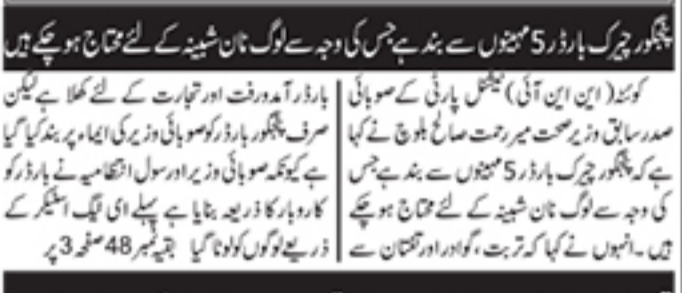 پنجگور چیرک بارڈر 5 مہینوں سے بند ہے جس کی وجہ سے لوگ نان شبینہ کے لئے محتاج ہو چکے ہیں
کوئٹہ (این این آئی) نیشنل پارٹی کے صوبائی
صدر سابق وزیر صحت میر رحمت صالح بلوچ نے کہا
ہے کہ پنجگور چیرک بارڈر 5 مہینوں سے بند ہے جس
کی وجہ سے لوگ نان شبینہ کے لئے محتاج ہو چکے
ہیں۔ انہوں نے کہا کہ تربت، گوادر اور تفتان سے
بارڈر آمدورفت اور تجارت کے لئے کھلا ہے لیکن
صرف پنجگور بارڈر کو صوبائی وزیر کی ایماء پر بند کیا گیا
ہے کیونکہ صوبائی وزیر اور سول انتظامیہ نے بارڈر کو
کاروبار کا ذریعہ بنایا ہے پہلے ای ٹیگ اسٹیکر کے
ذریعے لوگوں کو لوٹا گیا بقیہ نمبر 48 صفحہ 3 پر